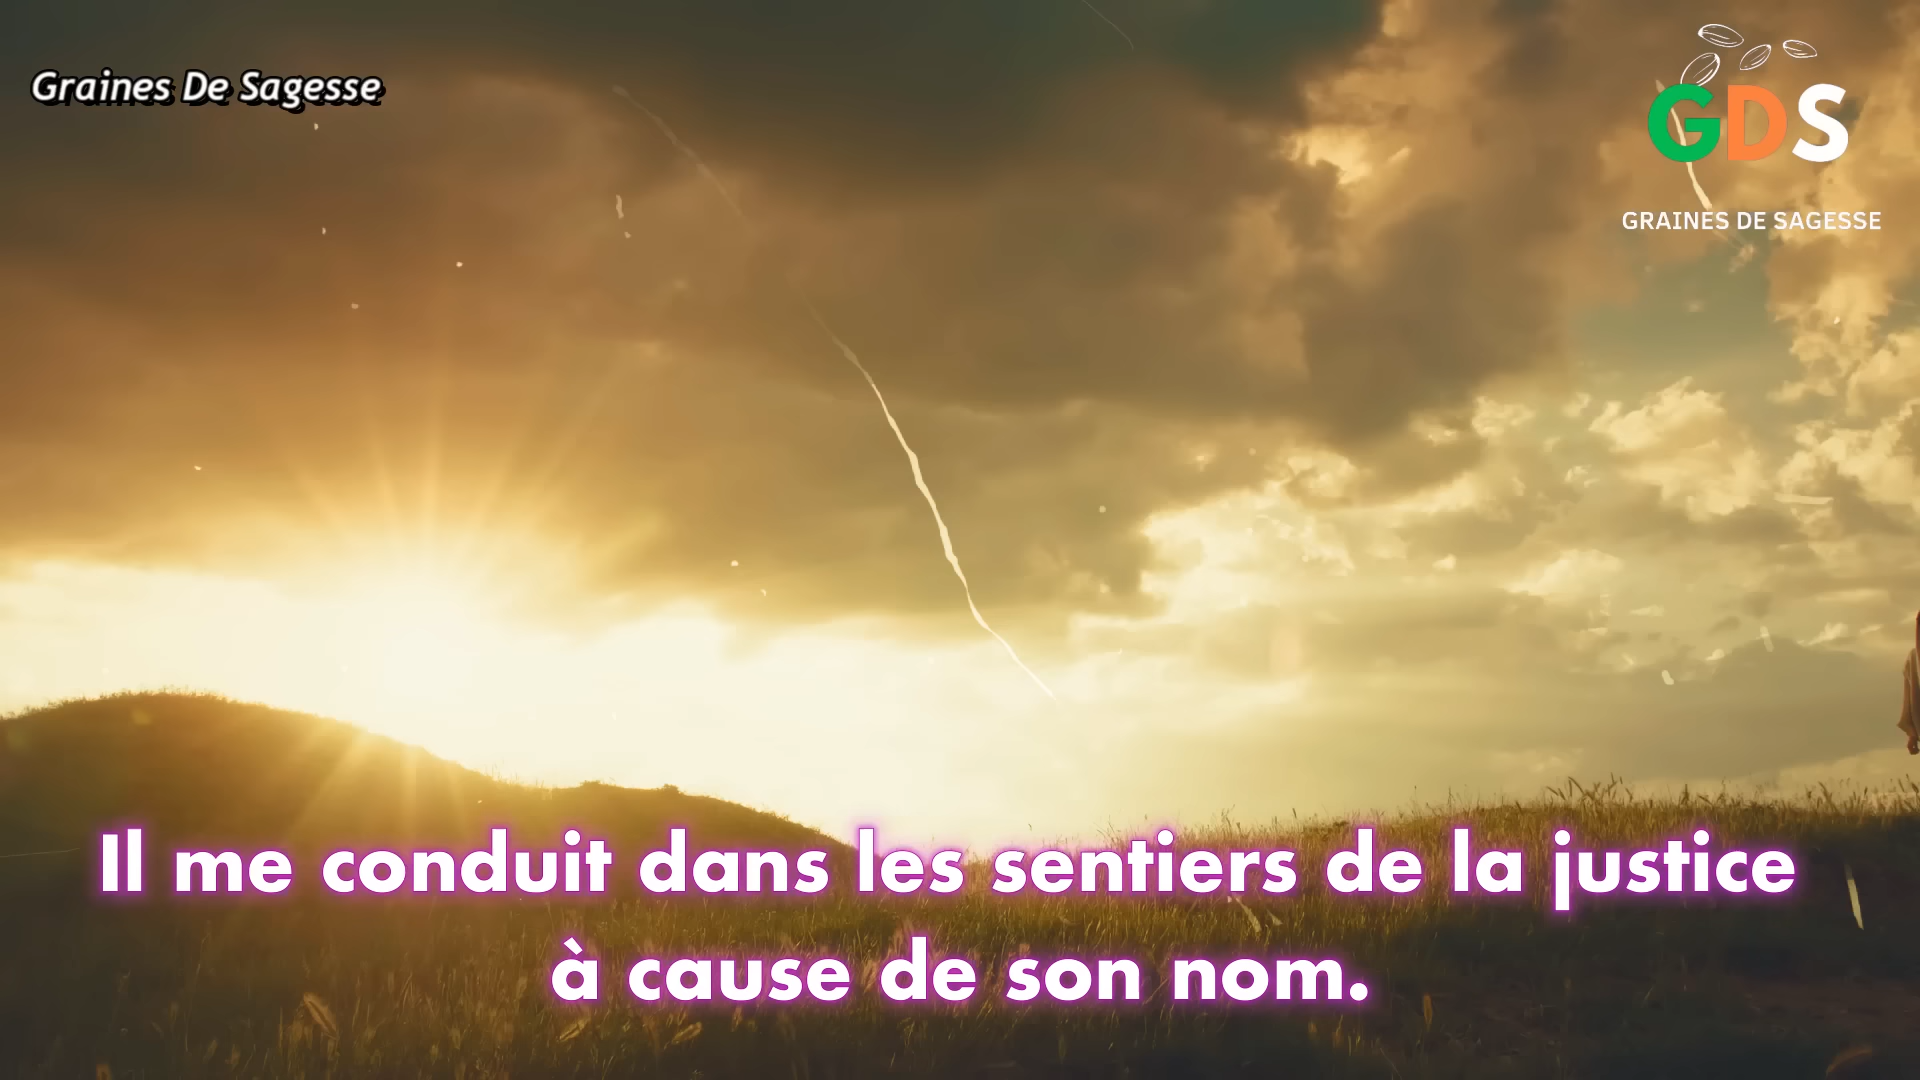 Graines De Sagesse
GDS
GRAINES DE SAGESSE
Il me conduit dans les sentiers de la justice
à cause de son nom.